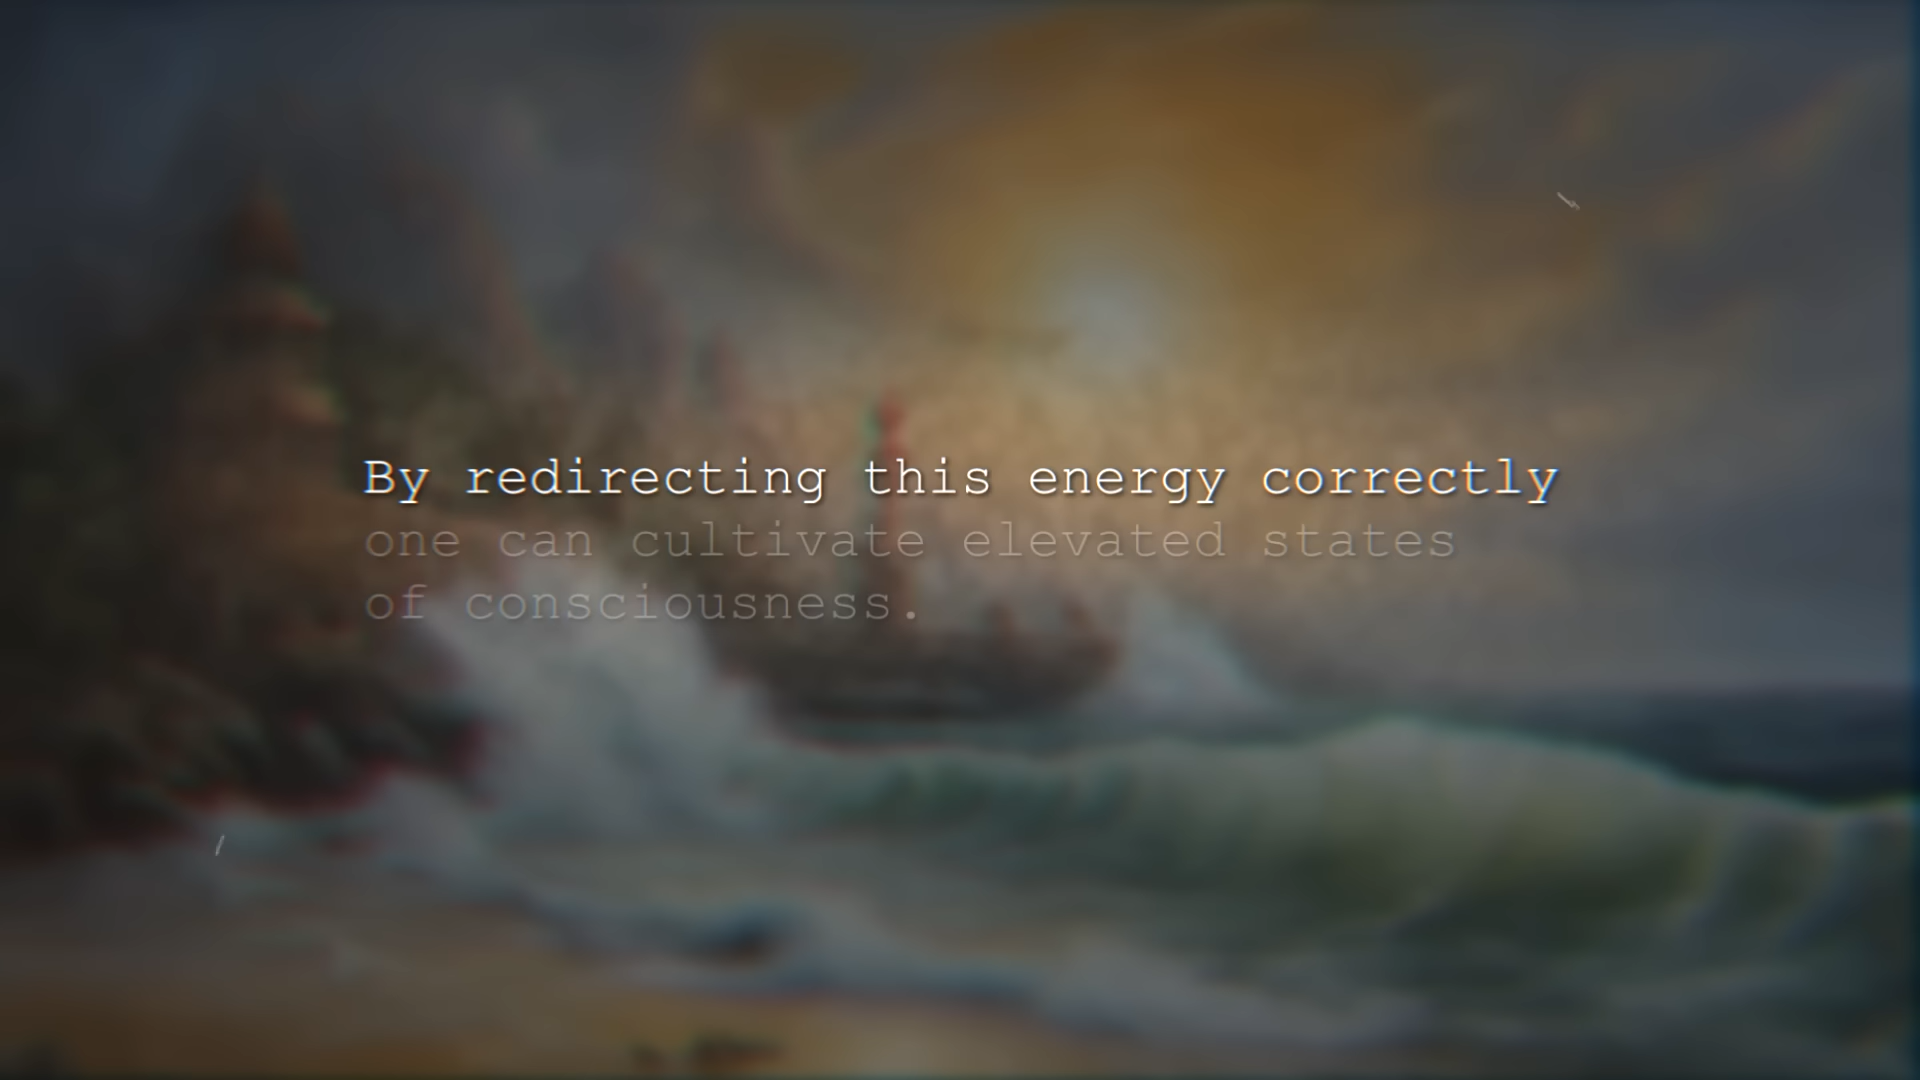 By redirecting this energy correctly
one can cultivate elevated states
of consciousness.